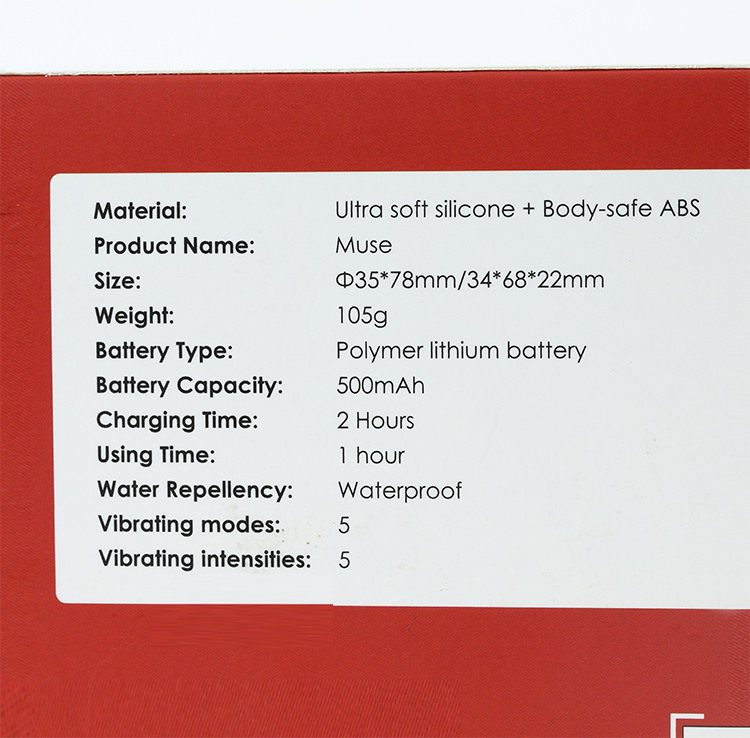 Material: Ultra soft silicone + Body-safe ABS
Product Name: Muse
Size: Φ35*78mm/34*68*22mm
Weight: 105g
Battery Type: Polymer lithium battery
Battery Capacity: 500mAh
Charging Time: 2 Hours
Using Time: 1 hour
Water Repellency: Waterproof
Vibrating modes: 5
Vibrating intensities: 5